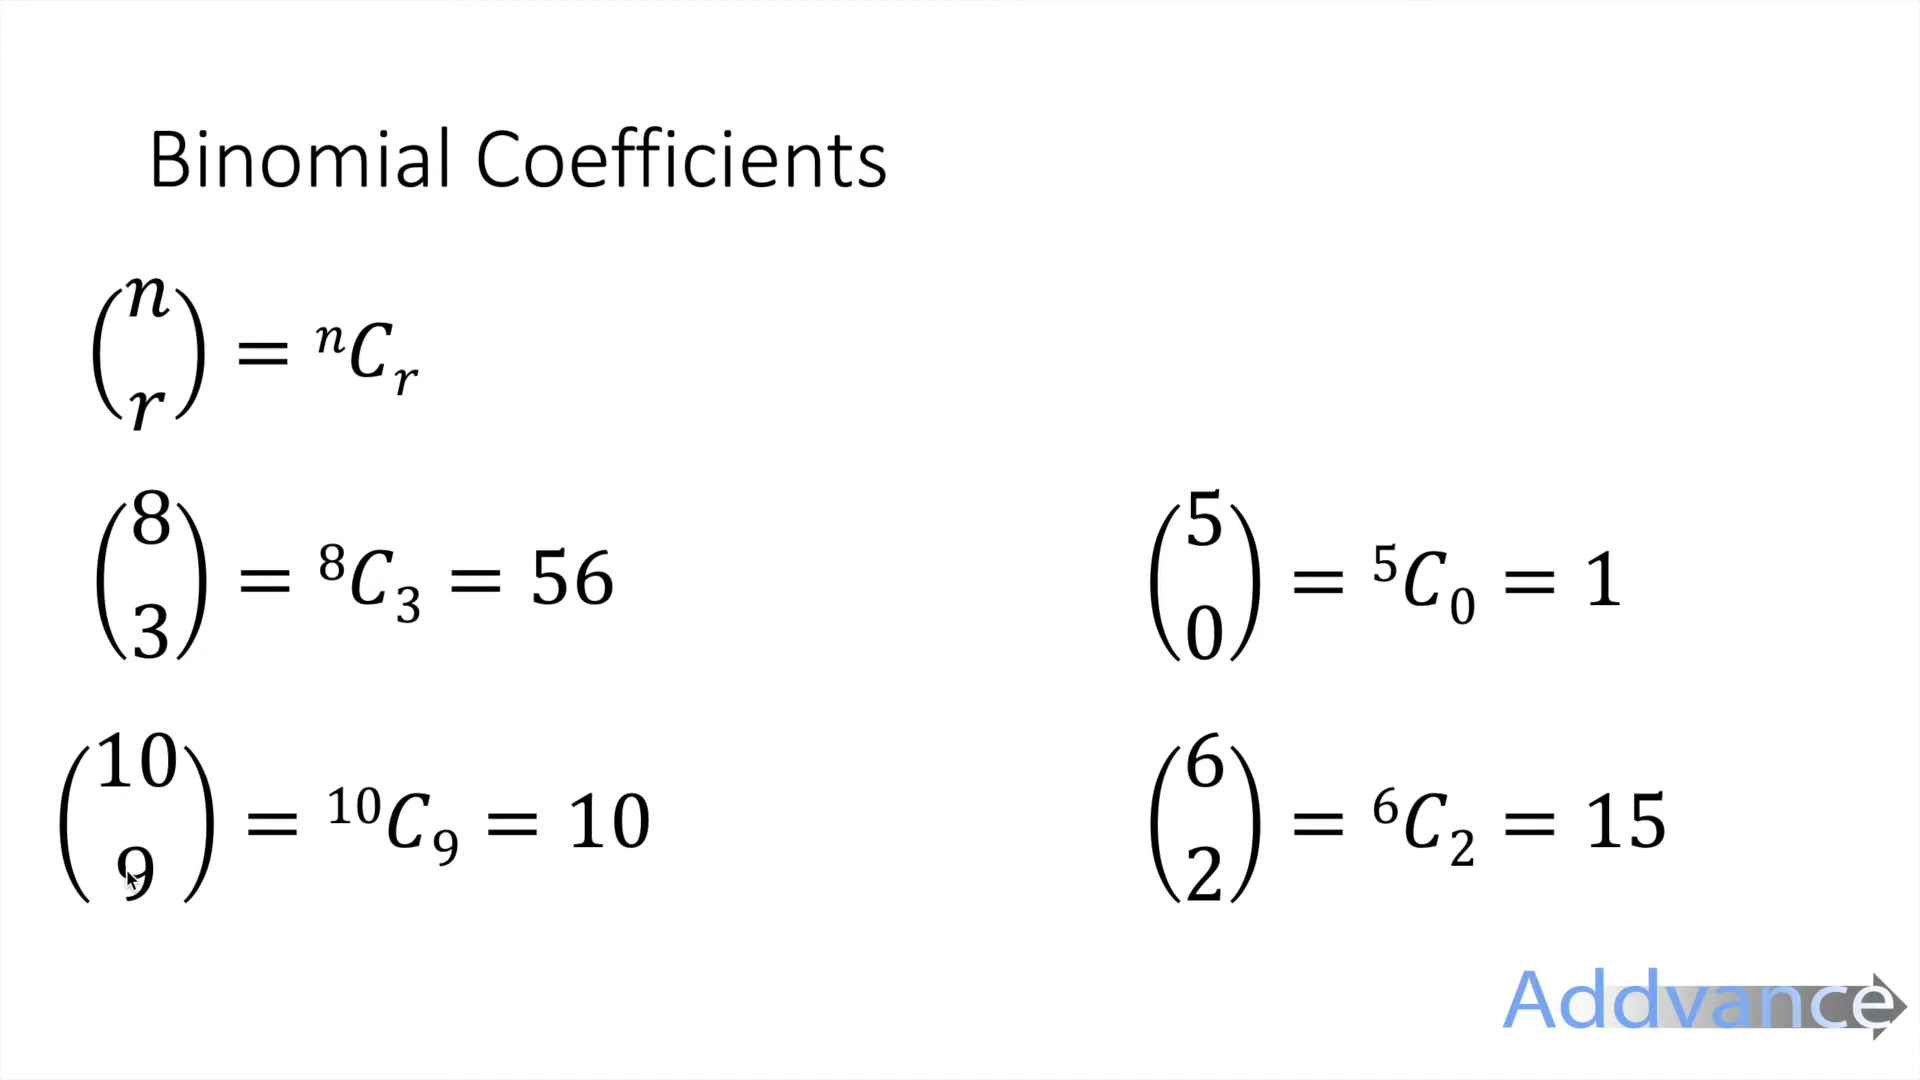 Binomial Coefficients
(n r) = ⁿCᵣ
(8 3) = ⁸C₃ = 56
(5 0) = ⁵C₀ = 1
(10 9) = ¹⁰C₉ = 10
(6 2) = ⁶C₂ = 15
Addvance